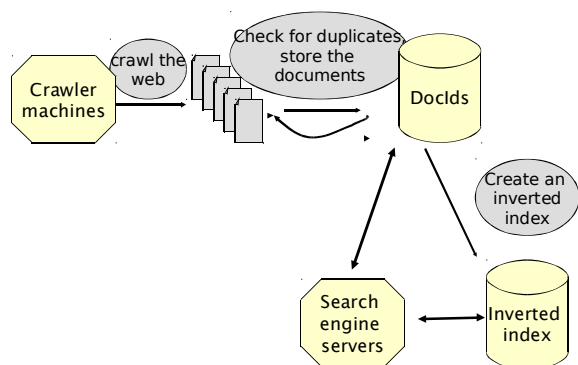 crawl the
web
Check for duplicates,
store the
documents
Crawler
machines
DocIds
Create an
inverted
index
Search
engine
servers
Inverted
index